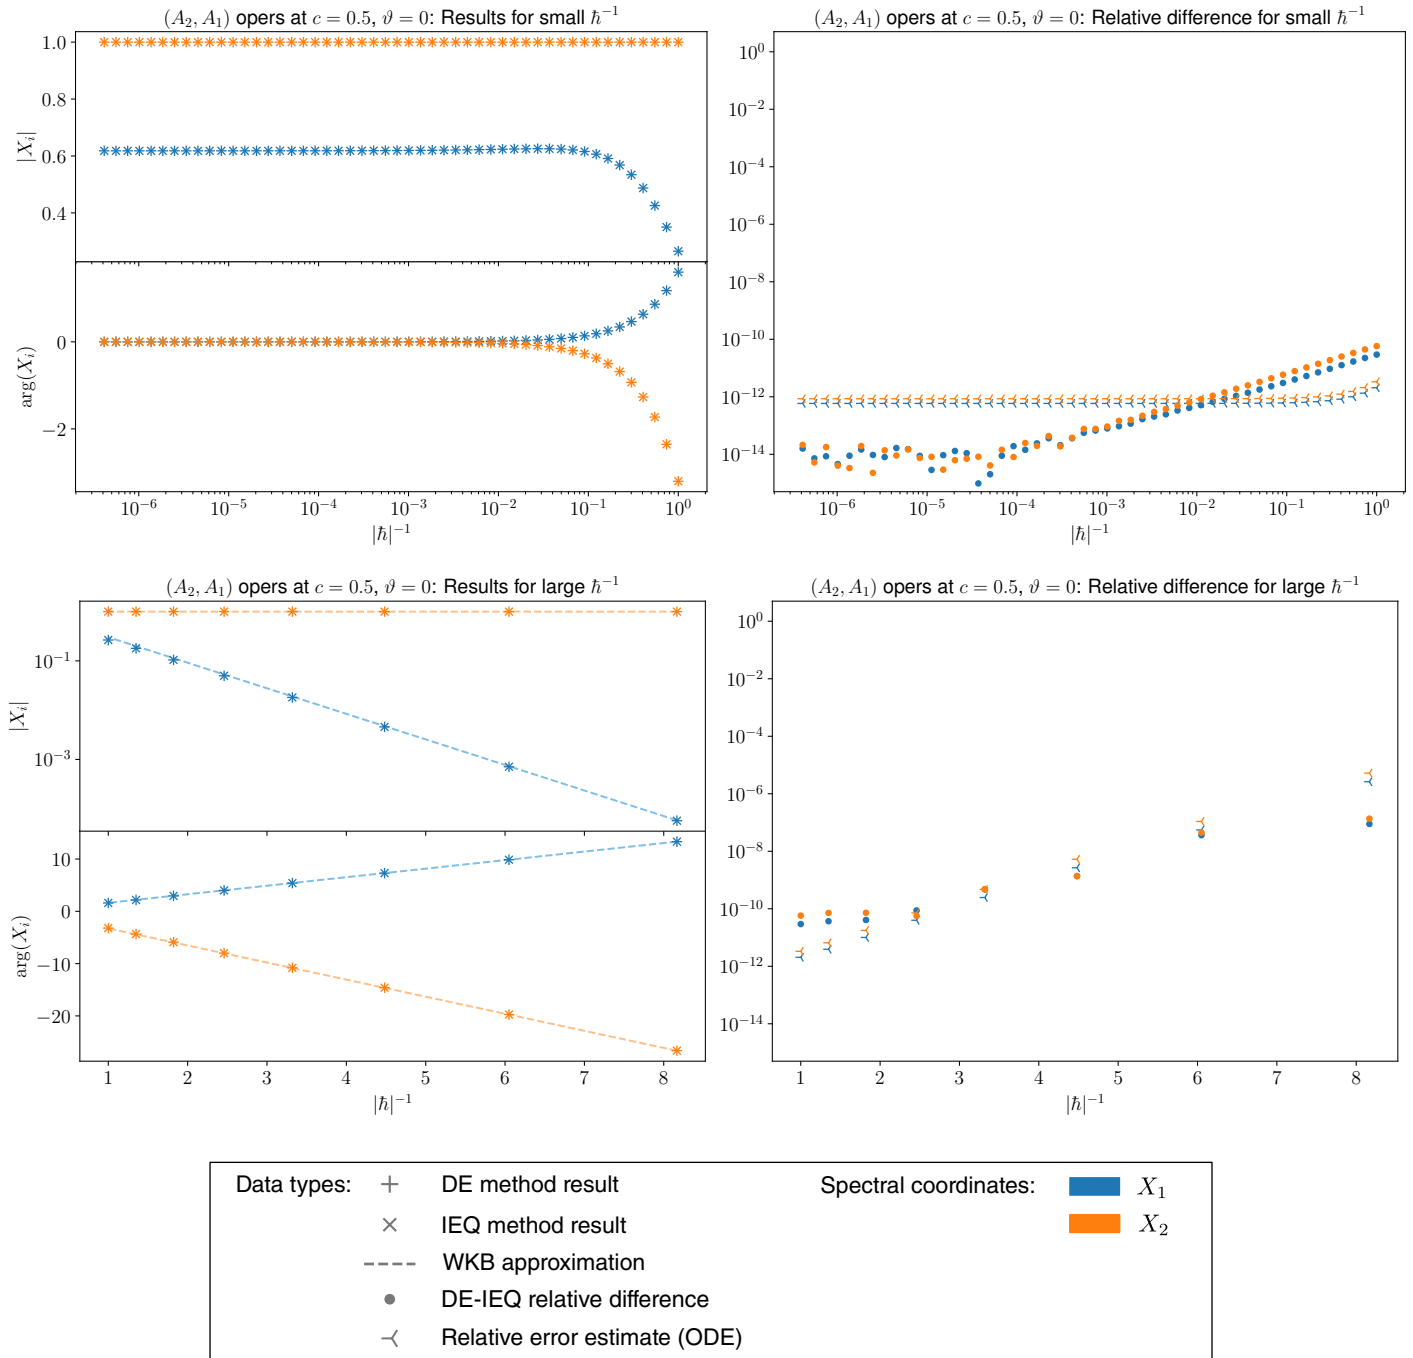 (A₂, A₁) opers at c = 0.5, ϑ = 0: Results for small ħ⁻¹
|Xᵢ|
1.0
0.8
0.6
0.4
arg(Xᵢ)
0
−2
10⁻⁶ 10⁻⁵ 10⁻⁴ 10⁻³ 10⁻² 10⁻¹ 10⁰
|ħ|⁻¹
(A₂, A₁) opers at c = 0.5, ϑ = 0: Relative difference for small ħ⁻¹
10⁰
10⁻²
10⁻⁴
10⁻⁶
10⁻⁸
10⁻¹⁰
10⁻¹²
10⁻¹⁴
10⁻⁶ 10⁻⁵ 10⁻⁴ 10⁻³ 10⁻² 10⁻¹ 10⁰
|ħ|⁻¹
(A₂, A₁) opers at c = 0.5, ϑ = 0: Results for large ħ⁻¹
|Xᵢ|
10⁻¹
10⁻³
arg(Xᵢ)
10
0
−10
−20
1 2 3 4 5 6 7 8
|ħ|⁻¹
(A₂, A₁) opers at c = 0.5, ϑ = 0: Relative difference for large ħ⁻¹
10⁰
10⁻²
10⁻⁴
10⁻⁶
10⁻⁸
10⁻¹⁰
10⁻¹²
10⁻¹⁴
1 2 3 4 5 6 7 8
|ħ|⁻¹
Data types:
DE method result
IEQ method result
WKB approximation
DE-IEQ relative difference
Relative error estimate (ODE)
Spectral coordinates:
X₁
X₂